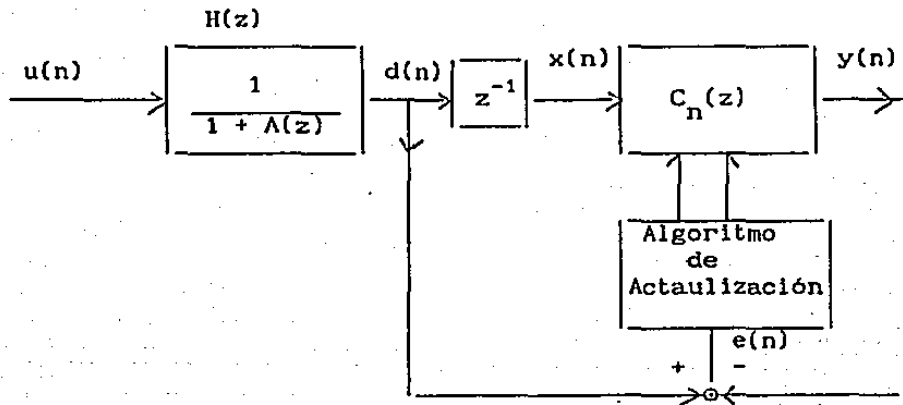 H(z)
u(n)
1
1 + Λ(z)
d(n)
z⁻¹
x(n)
Cₙ(z)
y(n)
Algoritmo
de
Actaulización
e(n)
+ -